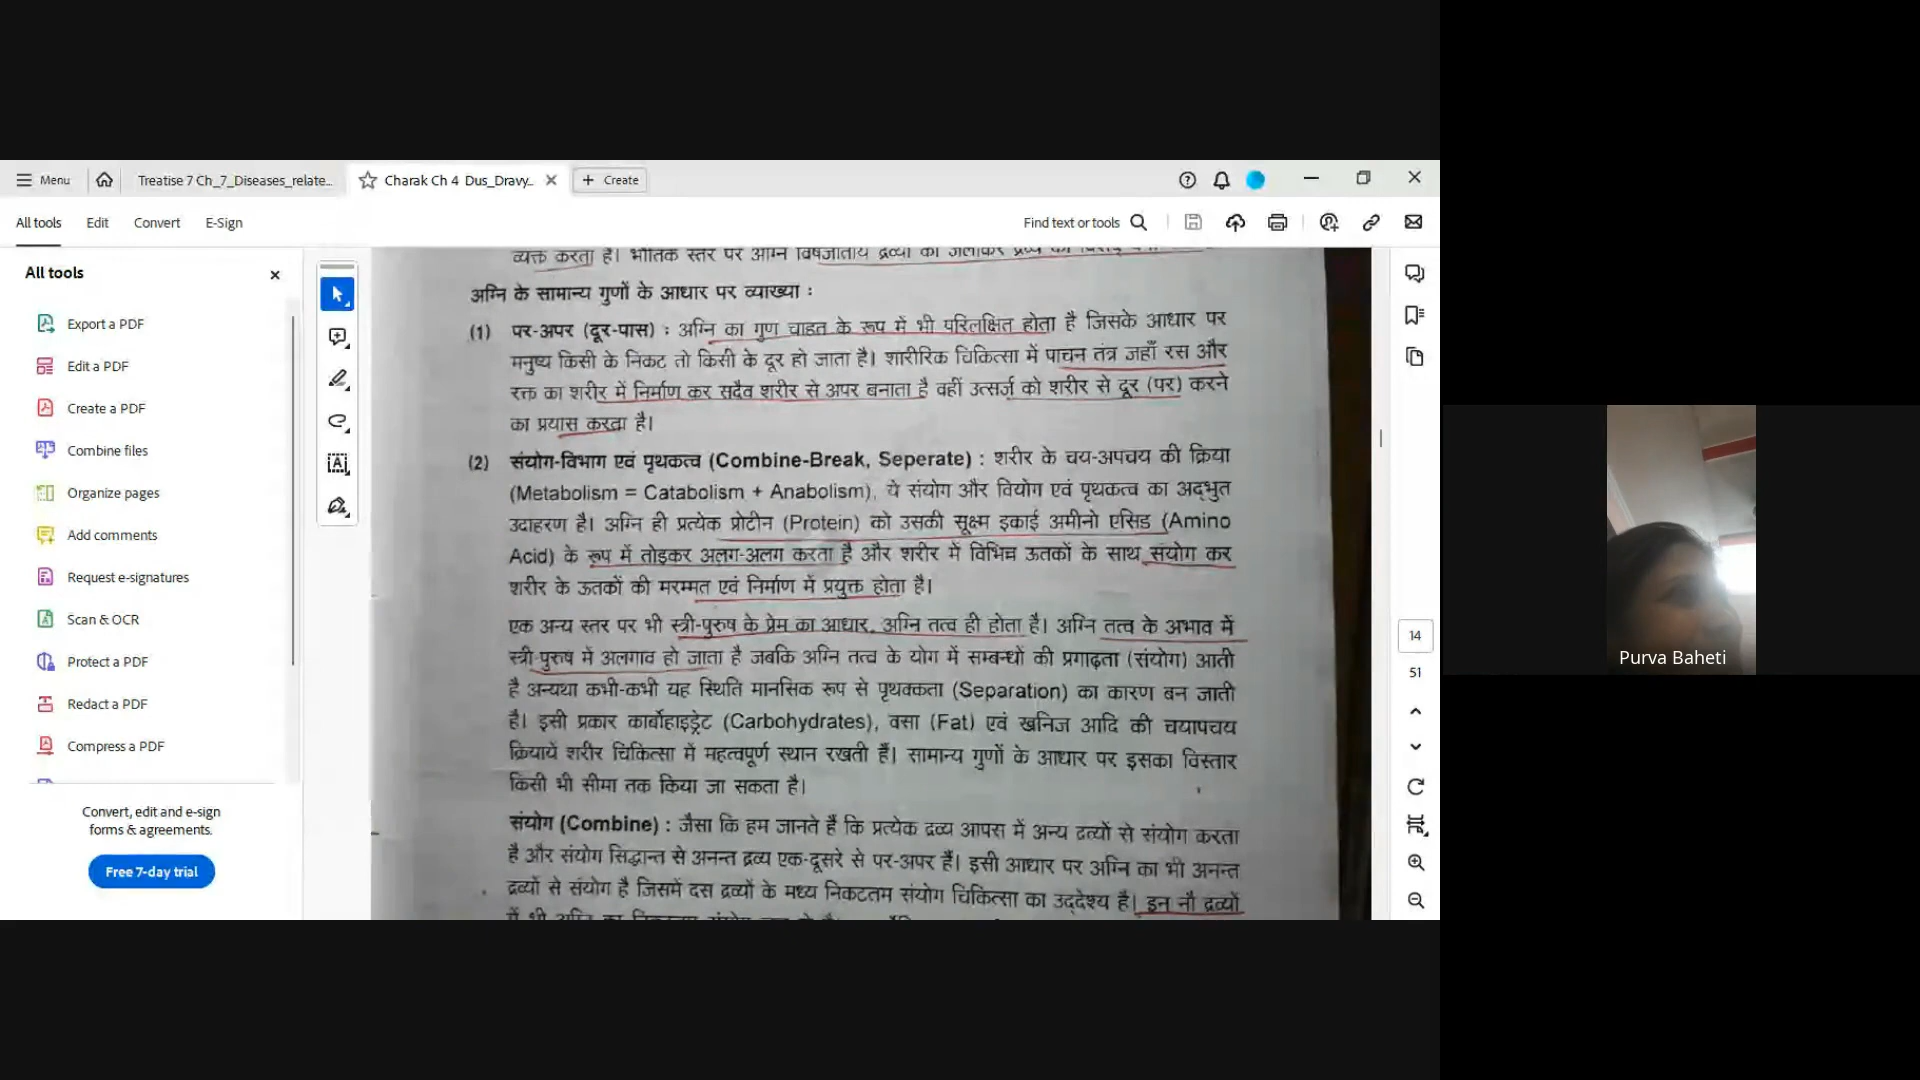 Menu
Treatise 7 Ch_7_Diseases_relate...
Charak Ch 4 Dus_Dravy...
+ Create
All tools
Edit
Convert
E-Sign
Find text or tools
All tools
Export a PDF
Edit a PDF
Create a PDF
Combine files
Organize pages
Add comments
Request e-signatures
Scan & OCR
Protect a PDF
Redact a PDF
Compress a PDF
Convert, edit and e-sign
forms & agreements.
Free 7-day trial
व्यक्त करता है। भौतिक स्तर पर अग्नि विषजातीय द्रव्यों को जलाकर द्रव्य
अग्नि के सामान्य गुणों के आधार पर व्याख्या :
(1) पर-अपर (दूर-पास) : अग्नि का गुण चाहत के रूप में भी परिलक्षित होता है जिसके आधार पर
मनुष्य किसी के निकट तो किसी के दूर हो जाता है। शारीरिक चिकित्सा में पाचन तंत्र जहाँ रस और
रक्त का शरीर में निर्माण कर सदैव शरीर से अपर बनाता है वहीं उत्सर्ज को शरीर से दूर (पर) करने
का प्रयास करता है।
(2) संयोग-विभाग एवं पृथकत्व (Combine-Break, Seperate) : शरीर के चय-अपचय की क्रिया
(Metabolism = Catabolism + Anabolism), ये संयोग और वियोग एवं पृथकत्व का अद्भुत
उदाहरण है। अग्नि ही प्रत्येक प्रोटीन (Protein) को उसकी सूक्ष्म इकाई अमीनो एसिड (Amino
Acid) के रूप में तोड़कर अलग-अलग करता है और शरीर में विभिन्न ऊतकों के साथ संयोग कर
शरीर के ऊतकों की मरम्मत एवं निर्माण में प्रयुक्त होता है।
एक अन्य स्तर पर भी स्त्री-पुरुष के प्रेम का आधार, अग्नि तत्व ही होता है। अग्नि तत्व के अभाव में
स्त्री-पुरुष में अलगाव हो जाता है जबकि अग्नि तत्व के योग में सम्बन्धों की प्रगाढ़ता (संयोग) आती
है अन्यथा कभी-कभी यह स्थिति मानसिक रूप से पृथक्कता (Separation) का कारण बन जाती
है। इसी प्रकार कार्बोहाइड्रेट (Carbohydrates), वसा (Fat) एवं खनिज आदि की चयापचय
क्रियायें शरीर चिकित्सा में महत्वपूर्ण स्थान रखती हैं। सामान्य गुणों के आधार पर इसका विस्तार
किसी भी सीमा तक किया जा सकता है।
संयोग (Combine) : जैसा कि हम जानते हैं कि प्रत्येक द्रव्य आपस में अन्य द्रव्यों से संयोग करता
है और संयोग सिद्धान्त से अनन्त द्रव्य एक-दूसरे से पर-अपर हैं। इसी आधार पर अग्नि का भी अनन्त
द्रव्यों से संयोग है जिसमें दस द्रव्यों के मध्य निकटतम संयोग चिकित्सा का उद्देश्य है। इन नौ द्रव्यों
14
51
Purva Baheti